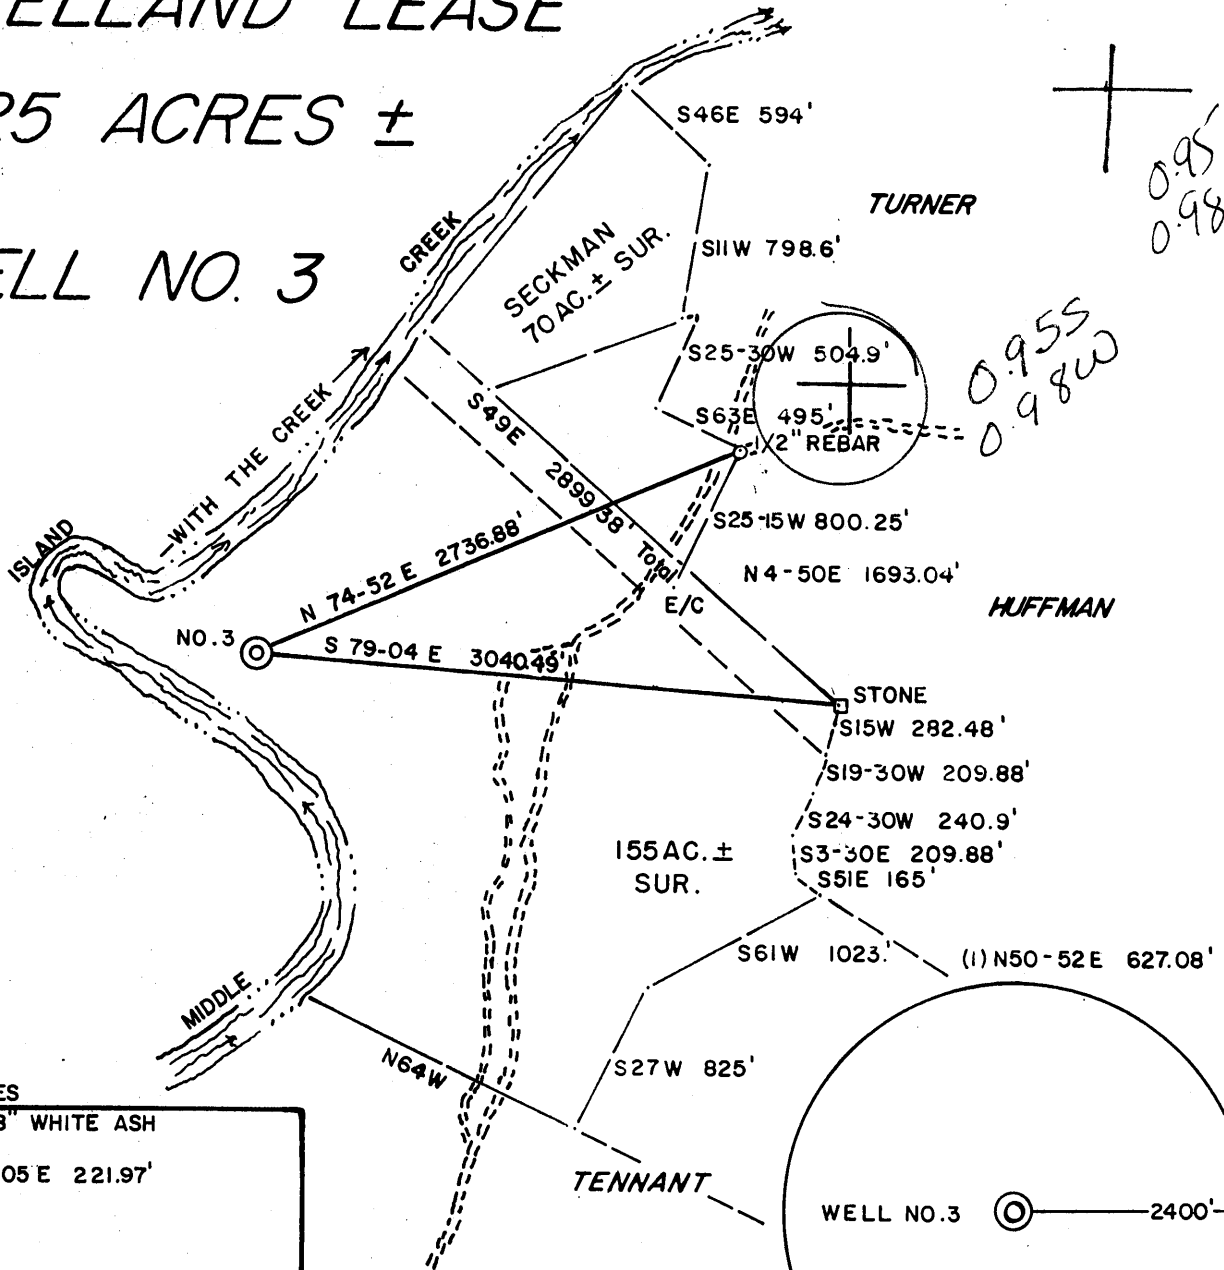 ELLAND LEASE
25 ACRES ±
ELL NO. 3
S46E 594'
TURNER
0.95
0.98
CREEK
SECKMAN
70 AC. ± SUR.
S11W 798.6'
S25-30W 504.9'
0.95S
0.98W
S63E 495'
1/2" REBAR
WITH THE CREEK
S49E 2899.38' Total
S25-15W 800.25'
ISLAND
N 74-52 E 2736.88'
N 4-50E 1693.04'
E/C
HUFFMAN
NO.3
S 79-04 E 3040.49'
STONE
S15W 282.48'
S19-30W 209.88'
S24-30W 240.9'
155 AC. ±
SUR.
S3-30E 209.88'
S51E 165'
S61W 1023.'
(1) N50-52E 627.08'
MIDDLE
N64W
S27W 825'
ES
8" WHITE ASH
05 E 221.97'
TENNANT
WELL NO.3
2400'